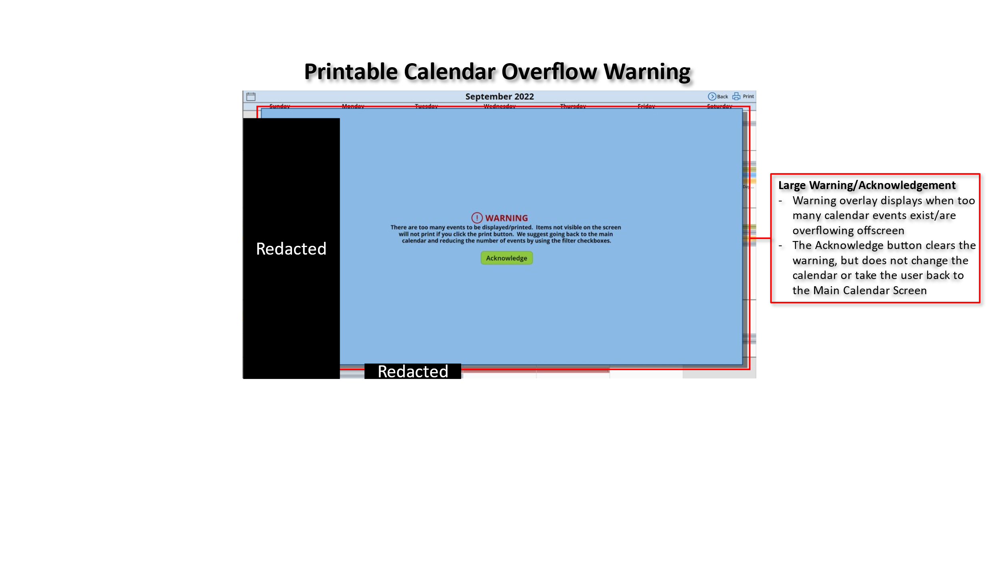 Printable Calendar Overflow Warning
September 2022
Back
Print
Sunday Monday Tuesday Wednesday Thursday Friday Saturday
Day ...
Redacted
WARNING
There are too many events to be displayed/printed. Items not visible on the screen
will not print if you click the print button. We suggest going back to the main
calendar and reducing the number of events by using the filter checkboxes.
Acknowledge
Redacted
Large Warning/Acknowledgement
- Warning overlay displays when too
many calendar events exist/are
overflowing offscreen
- The Acknowledge button clears the
warning, but does not change the
calendar or take the user back to
the Main Calendar Screen